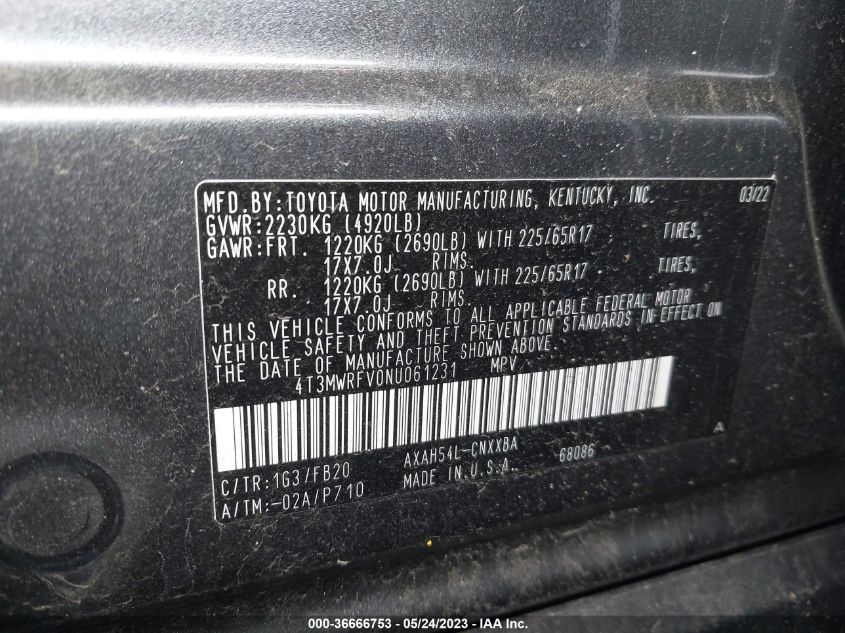 MFD.BY:TOYOTA MOTOR MANUFACTURING, KENTUCKY, INC. 03/22
GVWR:2230KG (4920LB)
GAWR:FRT. 1220KG (2690LB) WITH 225/65R17 TIRES,
17X7.0J RIMS.
RR. 1220KG (2690LB) WITH 225/65R17 TIRES,
17X7.0J RIMS.
THIS VEHICLE CONFORMS TO ALL APPLICABLE FEDERAL MOTOR
VEHICLE SAFETY AND THEFT PREVENTION STANDARDS IN EFFECT ON
THE DATE OF MANUFACTURE SHOWN ABOVE.
4T3MWRFV0NU061231 MPV
A
C/TR:1G3/FB20 AXAH54L-CNXXBA 68086
A/TM:-02A/P710 MADE IN U.S.A.
000-36666753 - 05/24/2023 - IAA Inc.